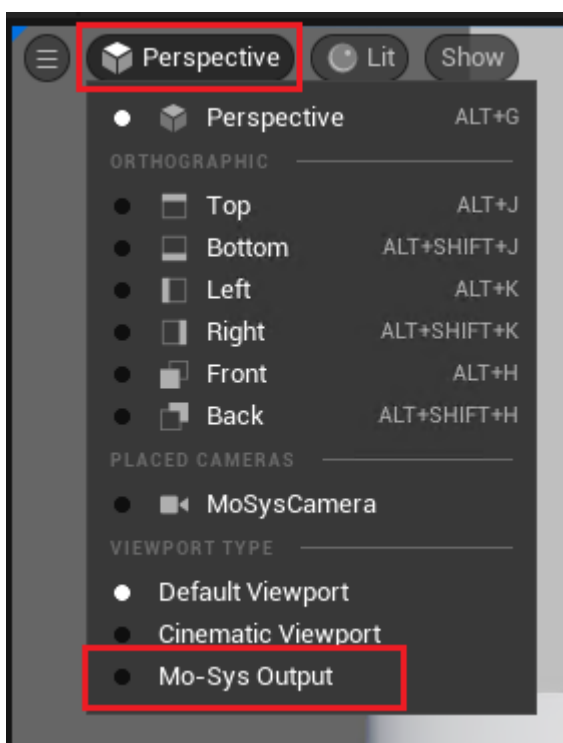 Perspective Lit Show
Perspective ALT+G
ORTHOGRAPHIC
Top ALT+J
Bottom ALT+SHIFT+J
Left ALT+K
Right ALT+SHIFT+K
Front ALT+H
Back ALT+SHIFT+H
PLACED CAMERAS
MoSysCamera
VIEWPORT TYPE
Default Viewport
Cinematic Viewport
Mo-Sys Output